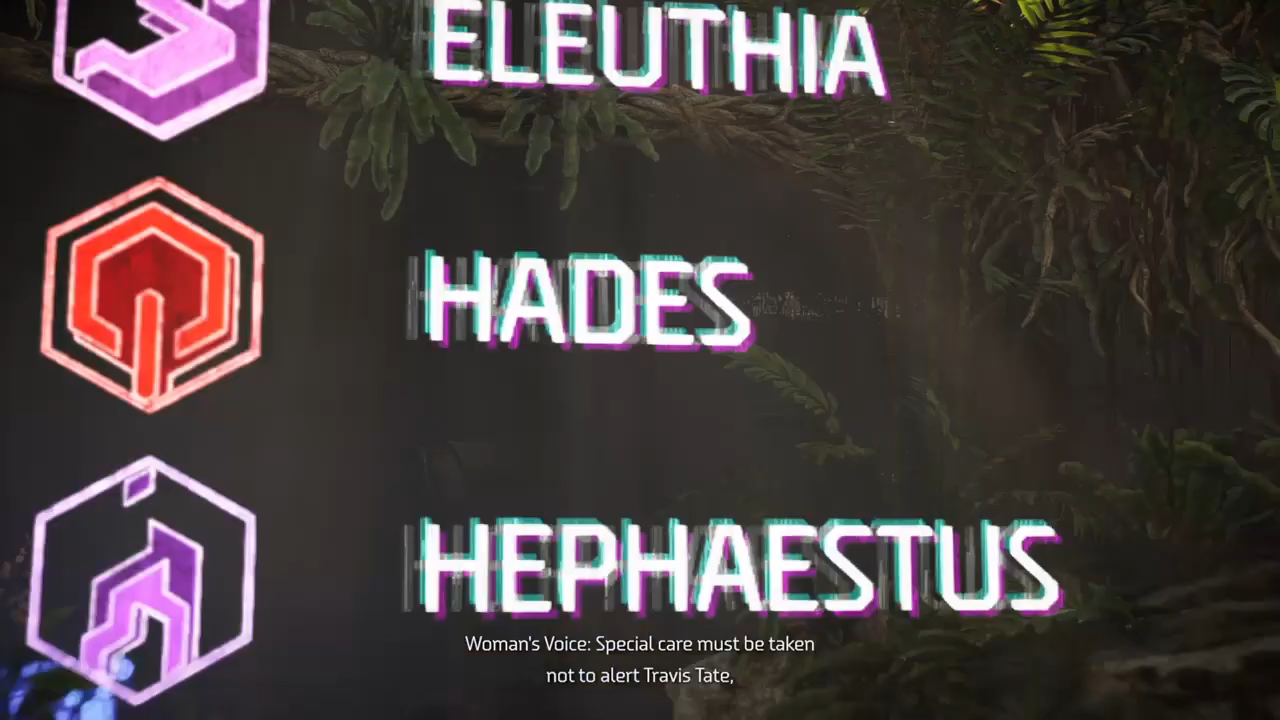 ELEUTHIA
HADES
HEPHAESTUS
Woman's Voice: Special care must be taken
not to alert Travis Tate,